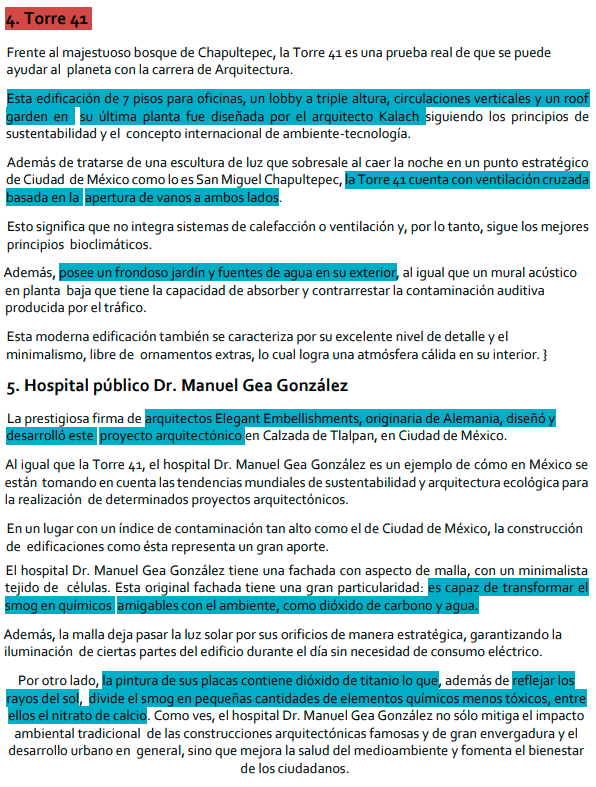 4. Torre 41
Frente al majestuoso bosque de Chapultepec, la Torre 41 es una prueba real de que se puede
ayudar al planeta con la carrera de Arquitectura.
Esta edificación de 7 pisos para oficinas, un lobby a triple altura, circulaciones verticales y un roof
garden en su última planta fue diseñada por el arquitecto Kalach siguiendo los principios de
sustentabilidad y el concepto internacional de ambiente-tecnología.
Además de tratarse de una escultura de luz que sobresale al caer la noche en un punto estratégico
de Ciudad de México como lo es San Miguel Chapultepec, la Torre 41 cuenta con ventilación cruzada
basada en la apertura de vanos a ambos lados.
Esto significa que no integra sistemas de calefacción o ventilación y, por lo tanto, sigue los mejores
principios bioclimáticos.
Además, posee un frondoso jardín y fuentes de agua en su exterior, al igual que un mural acústico
en planta baja que tiene la capacidad de absorber y contrarrestar la contaminación auditiva
producida por el tráfico.
Esta moderna edificación también se caracteriza por su excelente nivel de detalle y el
minimalismo, libre de ornamentos extras, lo cual logra una atmósfera cálida en su interior. }
5. Hospital público Dr. Manuel Gea González
La prestigiosa firma de arquitectos Elegant Embellishments, originaria de Alemania, diseñó y
desarrolló este proyecto arquitectónico en Calzada de Tlalpan, en Ciudad de México.
Al igual que la Torre 41, el hospital Dr. Manuel Gea González es un ejemplo de cómo en México se
están tomando en cuenta las tendencias mundiales de sustentabilidad y arquitectura ecológica para
la realización de determinados proyectos arquitectónicos.
En un lugar con un índice de contaminación tan alto como el de Ciudad de México, la construcción
de edificaciones como ésta representa un gran aporte.
El hospital Dr. Manuel Gea González tiene una fachada con aspecto de malla, con un minimalista
tejido de células. Esta original fachada tiene una gran particularidad: es capaz de transformar el
smog en químicos amigables con el ambiente, como dióxido de carbono y agua.
Además, la malla deja pasar la luz solar por sus orificios de manera estratégica, garantizando la
iluminación de ciertas partes del edificio durante el día sin necesidad de consumo eléctrico.
Por otro lado, la pintura de sus placas contiene dióxido de titanio lo que, además de reflejar los
rayos del sol, divide el smog en pequeñas cantidades de elementos químicos menos tóxicos, entre
ellos el nitrato de calcio. Como ves, el hospital Dr. Manuel Gea González no sólo mitiga el impacto
ambiental tradicional de las construcciones arquitectónicas famosas y de gran envergadura y el
desarrollo urbano en general, sino que mejora la salud del medioambiente y fomenta el bienestar
de los ciudadanos.